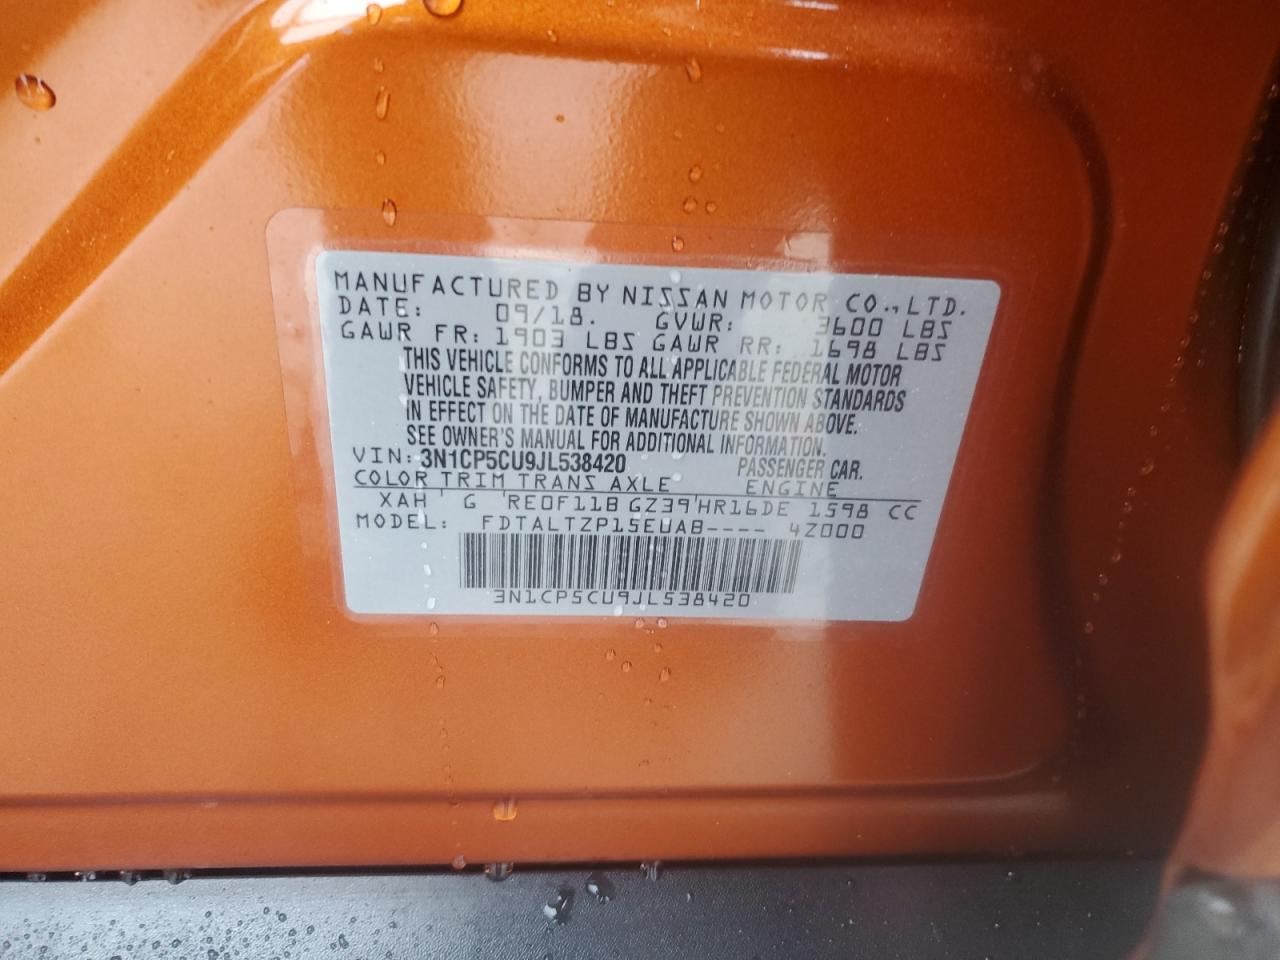 MANUFACTURED BY NISSAN MOTOR CO., LTD.
DATE: 09/18. GVWR: 3600 LBS
GAWR FR: 1903 LBS GAWR RR: 1698 LBS
THIS VEHICLE CONFORMS TO ALL APPLICABLE FEDERAL MOTOR
VEHICLE SAFETY, BUMPER AND THEFT PREVENTION STANDARDS
IN EFFECT ON THE DATE OF MANUFACTURE SHOWN ABOVE.
SEE OWNER'S MANUAL FOR ADDITIONAL INFORMATION.
VIN: 3N1CP5CU9JL538420 PASSENGER CAR.
COLOR TRIM TRANS AXLE ENGINE
XAH ' G ' RE0F11B GZ39'HR16DE 1598 CC
MODEL: FDTALTZP15EUAB---- 4Z000
3N1CP5CU9JL538420